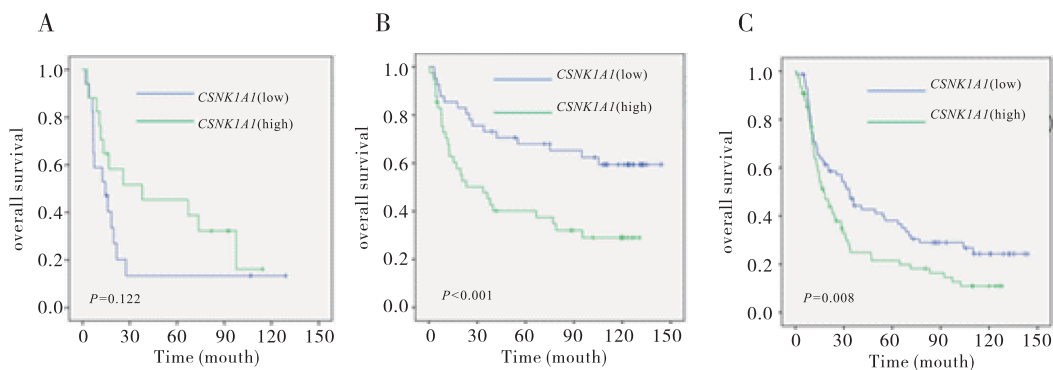 A
1.0
0.8
0.6
0.4
0.2
0.0
overall survival
CSNK1A1(low)
CSNK1A1(high)
P=0.122
0 30 60 90 120 150
Time (mouth)
B
1.0
0.8
0.6
0.4
0.2
0.0
overall survival
CSNK1A1(low)
CSNK1A1(high)
P<0.001
0 30 60 90 120 150
Time (mouth)
C
1.0
0.8
0.6
0.4
0.2
0.0
overall survival
CSNK1A1(low)
CSNK1A1(high)
P=0.008
0 30 60 90 120 150
Time (mouth)